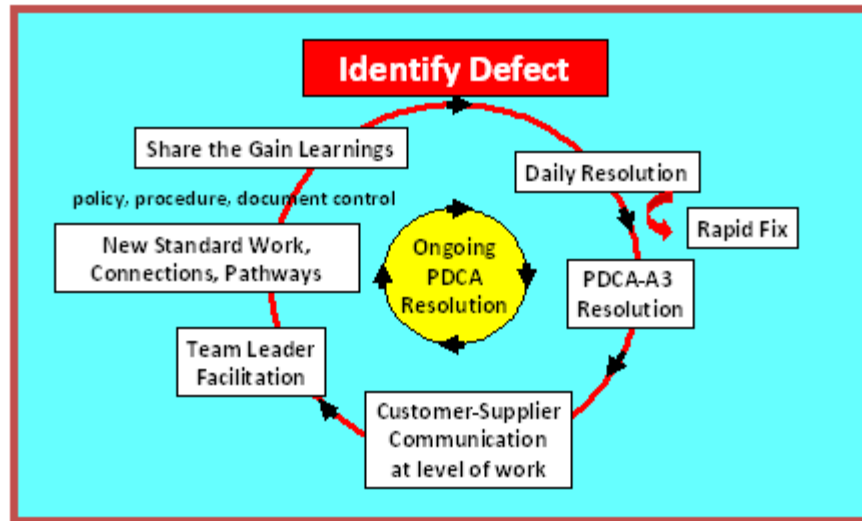 Identify Defect
Share the Gain Learnings
Daily Resolution
policy, procedure, document control
Rapid Fix
New Standard Work,
Connections, Pathways
Ongoing
PDCA
Resolution
PDCA-A3
Resolution
Team Leader
Facilitation
Customer-Supplier
Communication
at level of work